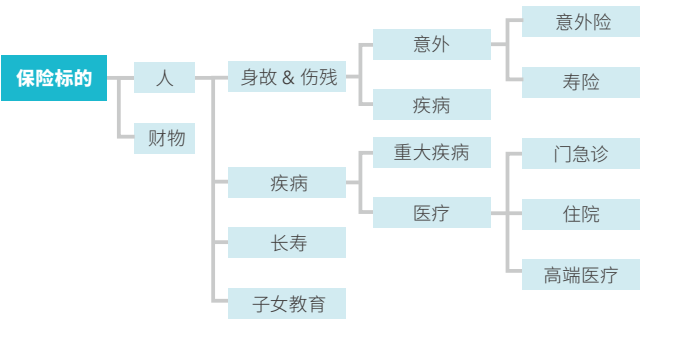 保险标的
人
财物
身故 & 伤残
疾病
长寿
子女教育
意外
疾病
重大疾病
医疗
意外险
寿险
门急诊
住院
高端医疗